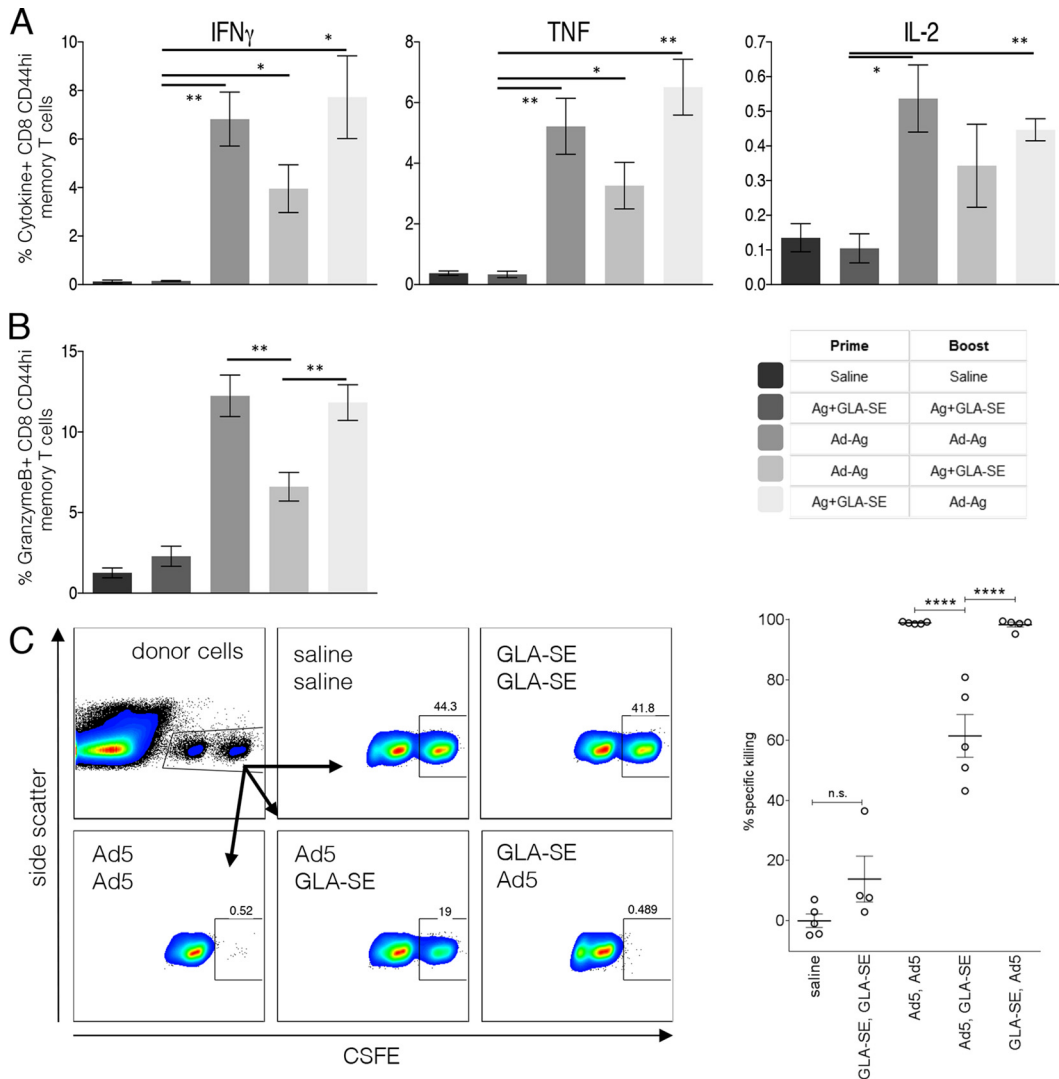 A
IFNγ
TNF
IL-2
% Cytokine+ CD8 CD44hi
memory T cells
10
8
6
4
2
0
**
*
*
8
6
4
2
0
**
*
**
0.7
0.6
0.5
0.4
0.3
0.2
0.1
0.0
*
**
B
% GranzymeB+ CD8 CD44hi
memory T cells
15
10
5
0
**
**
Prime Boost
Saline Saline
Ag+GLA-SE Ag+GLA-SE
Ad-Ag Ad-Ag
Ad-Ag Ag+GLA-SE
Ag+GLA-SE Ad-Ag
C
side scatter
donor cells
saline
saline
44.3
GLA-SE
GLA-SE
41.8
Ad5
Ad5
0.52
Ad5
GLA-SE
19
GLA-SE
Ad5
0.489
CSFE
% specific killing
100
80
60
40
20
0
n.s.
****
****
saline
GLA-SE, GLA-SE
Ad5, Ad5
Ad5, GLA-SE
GLA-SE, Ad5